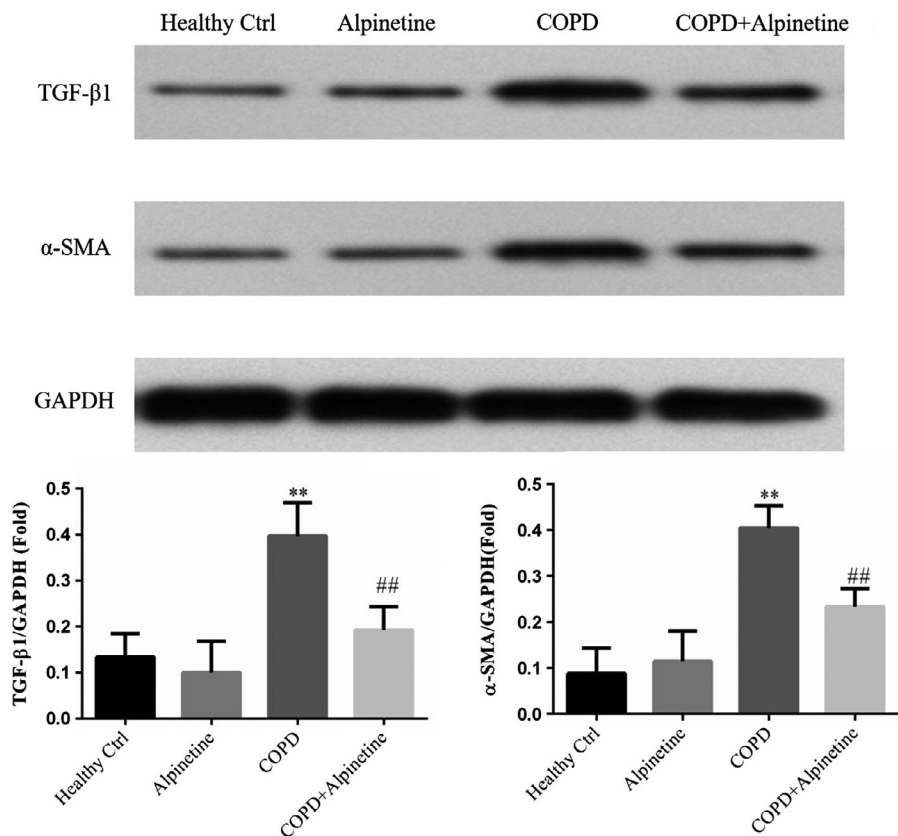 Healthy Ctrl Alpinetine COPD COPD+Alpinetine
TGF-β1
α-SMA
GAPDH
TGF-β1/GAPDH (Fold)
0.5
0.4
0.3
0.2
0.1
0.0
**
##
Healthy Ctrl
Alpinetine
COPD
COPD+Alpinetine
α-SMA/GAPDH(Fold)
0.5
0.4
0.3
0.2
0.1
0.0
**
##
Healthy Ctrl
Alpinetine
COPD
COPD+Alpinetine